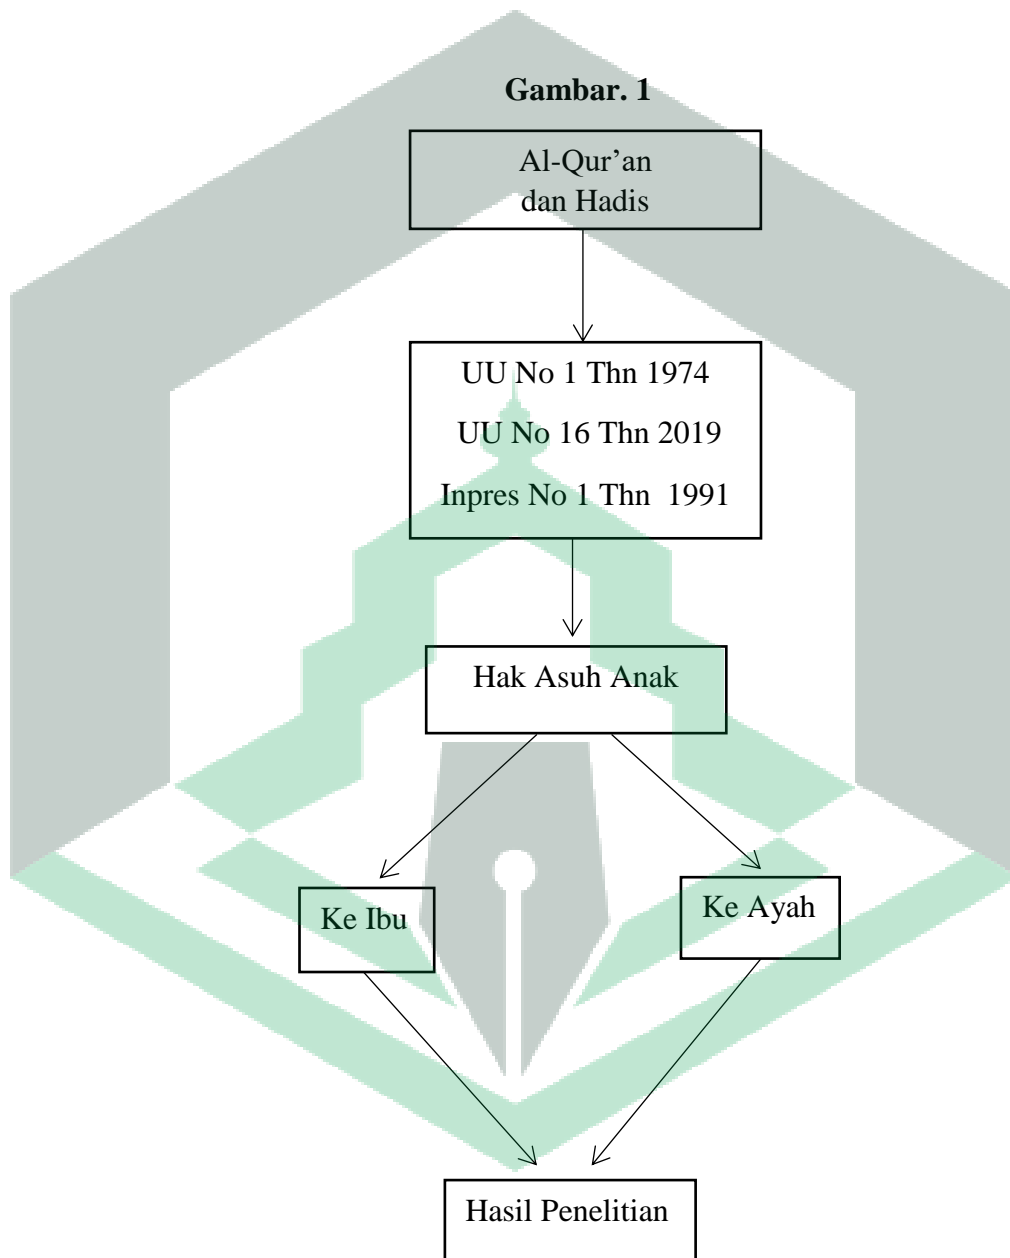 Gambar. 1
Al-Qur’an
dan Hadis
UU No 1 Thn 1974
UU No 16 Thn 2019
Inpres No 1 Thn  1991
Hak Asuh Anak
Ke Ibu
Ke Ayah
Hasil Penelitian